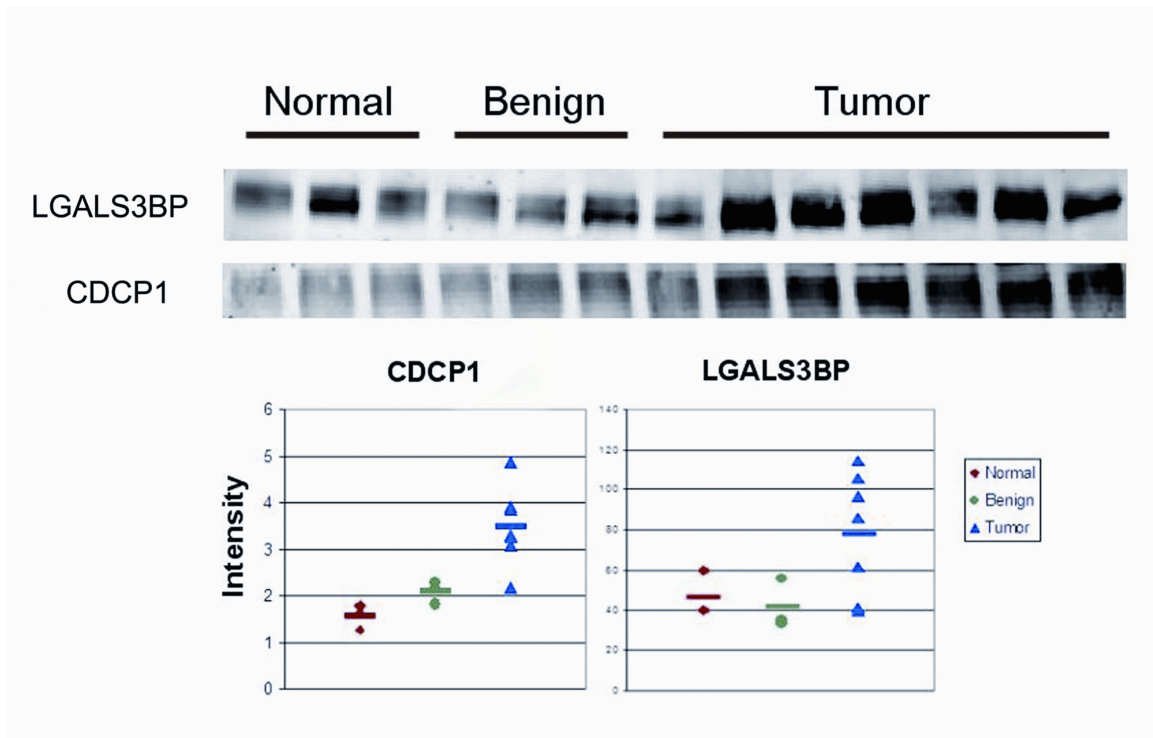 Normal Benign Tumor
LGALS3BP
CDCP1
CDCP1 LGALS3BP
Intensity
6
5
4
3
2
1
0
140
120
100
80
60
40
20
0
Normal
Benign
Tumor